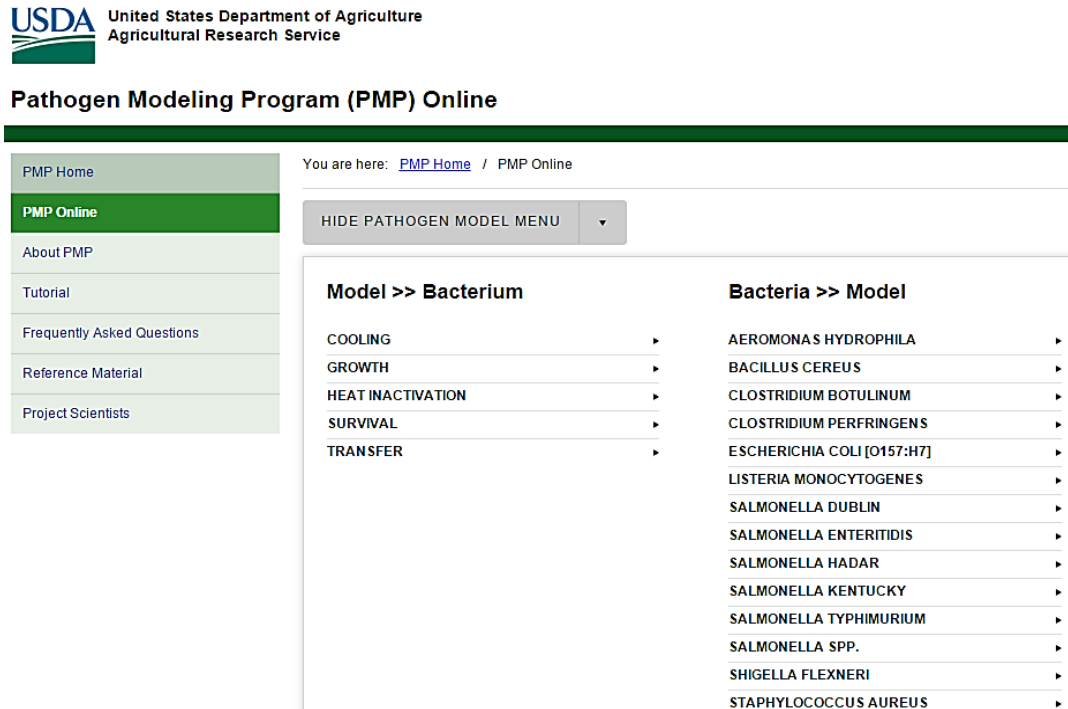 USDA
United States Department of Agriculture
Agricultural Research Service
Pathogen Modeling Program (PMP) Online
PMP Home
PMP Online
About PMP
Tutorial
Frequently Asked Questions
Reference Material
Project Scientists
You are here: PMP Home / PMP Online
HIDE PATHOGEN MODEL MENU
Model >> Bacterium
COOLING
GROWTH
HEAT INACTIVATION
SURVIVAL
TRANSFER
Bacteria >> Model
AEROMONAS HYDROPHILA
BACILLUS CEREUS
CLOSTRIDIUM BOTULINUM
CLOSTRIDIUM PERFRINGENS
ESCHERICHIA COLI [O157:H7]
LISTERIA MONOCYTOGENES
SALMONELLA DUBLIN
SALMONELLA ENTERITIDIS
SALMONELLA HADAR
SALMONELLA KENTUCKY
SALMONELLA TYPHIMURIUM
SALMONELLA SPP.
SHIGELLA FLEXNERI
STAPHYLOCOCCUS AUREUS